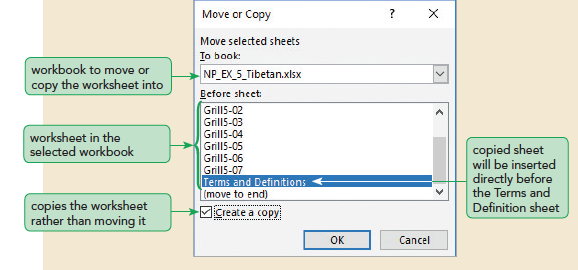 Move or Copy
? ×
Move selected sheets
To book:
NP_EX_5_Tibetan.xlsx
Before sheet:
Grill5-02
Grill5-03
Grill5-04
Grill5-05
Grill5-06
Grill5-07
Terms and Definitions
(move to end)
Create a copy
OK
Cancel
workbook to move or
copy the worksheet into
worksheet in the
selected workbook
copies the worksheet
rather than moving it
copied sheet
will be inserted
directly before
the Terms and
Definition sheet